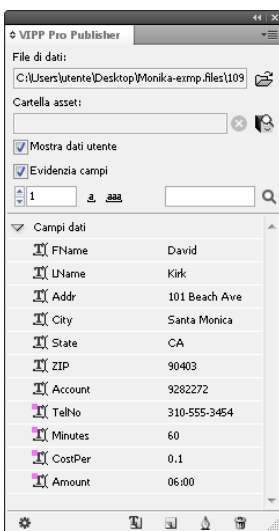 VIPP Pro Publisher
File di dati:
C:\Users\utente\Desktop\Monika-exmp.files\109
Cartella asset:
Mostra dati utente
Evidenzia campi
1 a aaa
Campi dati
FName David
LName Kirk
Addr 101 Beach Ave
City Santa Monica
State CA
ZIP 90403
Account 9282272
TelNo 310-555-3454
Minutes 60
CostPer 0.1
Amount 06:00